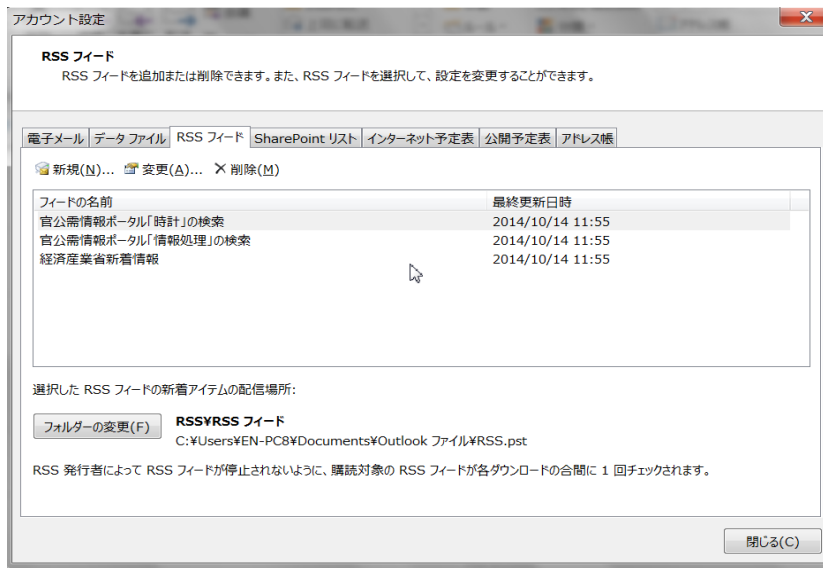 アカウント設定
RSS フィード
RSS フィードを追加または削除できます。また、RSS フィードを選択して、設定を変更することができます。
電子メール データ ファイル RSS フィード SharePoint リスト インターネット予定表 公開予定表 アドレス帳
新規(N)... 変更(A)... 削除(M)
フィードの名前 最終更新日時
官公需情報ポータル「時計」の検索 2014/10/14 11:55
官公需情報ポータル「情報処理」の検索 2014/10/14 11:55
経済産業省新着情報 2014/10/14 11:55
選択した RSS フィードの新着アイテムの配信場所:
フォルダーの変更(F) RSS¥RSS フィード
C:¥Users¥EN-PC8¥Documents¥Outlook ファイル¥RSS.pst
RSS 発行者によって RSS フィードが停止されないように、購読対象の RSS フィードが各ダウンロードの合間に 1 回チェックされます。
閉じる(C)